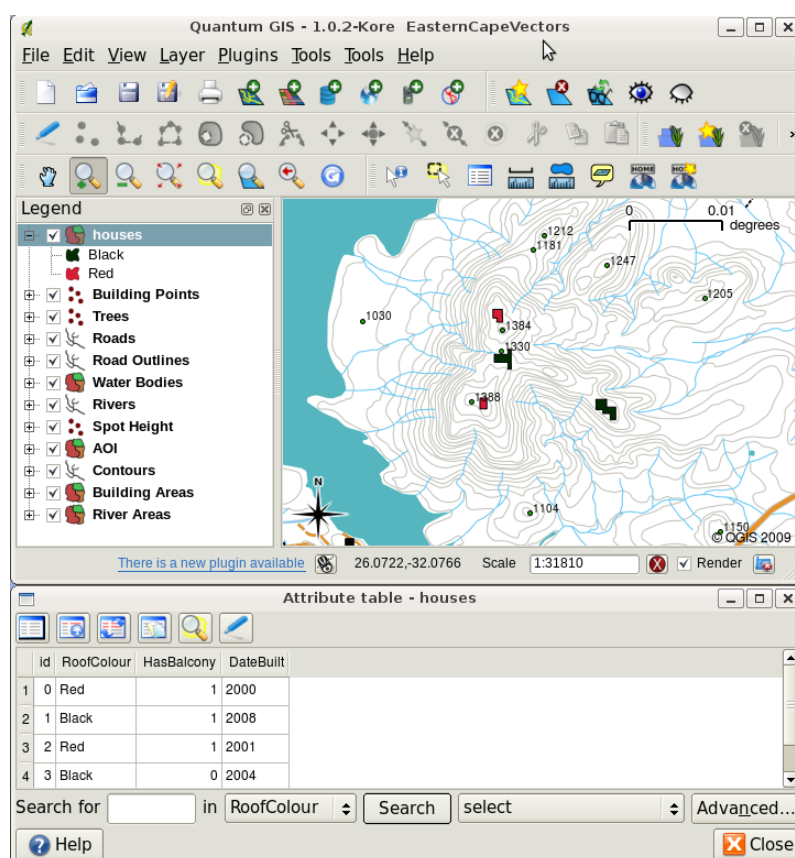 Quantum GIS - 1.0.2-Kore EasternCapeVectors
File Edit View Layer Plugins Tools Tools Help
HOME
Legend
houses
Black
Red
Building Points
Trees
Roads
Road Outlines
Water Bodies
Rivers
Spot Height
AOI
Contours
Building Areas
River Areas
0 0.01
degrees
1212
1181
1247
1205
1030
1384
1330
1388
1104
1150
N
© QGIS 2009
There is a new plugin available 26.0722,-32.0766 Scale 1:31810 Render
Attribute table - houses
id RoofColour HasBalcony DateBuilt
1 0 Red 1 2000
2 1 Black 1 2008
3 2 Red 1 2001
4 3 Black 0 2004
Search for in RoofColour Search select Advanced...
Help Close